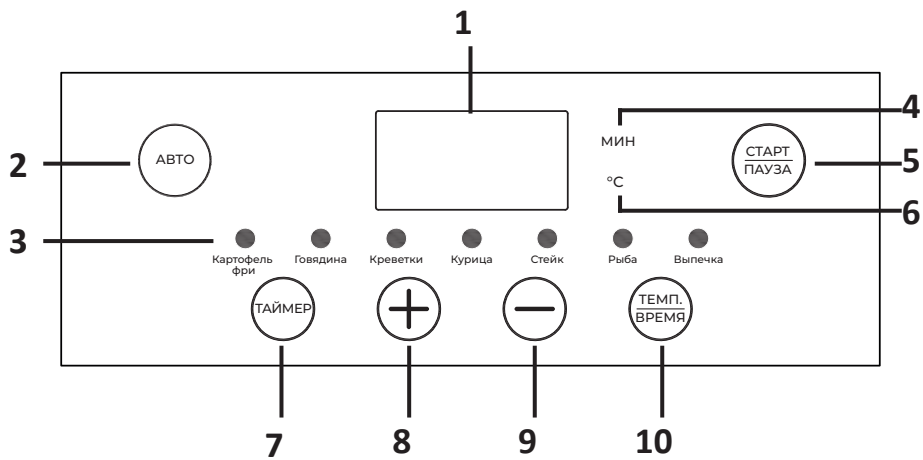 1
4
МИН
АВТО
СТАРТ
ПАУЗА
2
5
°C
6
3
Картофель
фри
Говядина
Креветки
Курица
Стейк
Рыба
Выпечка
ТАЙМЕР
+
−
ТЕМП.
ВРЕМЯ
7
8
9
10